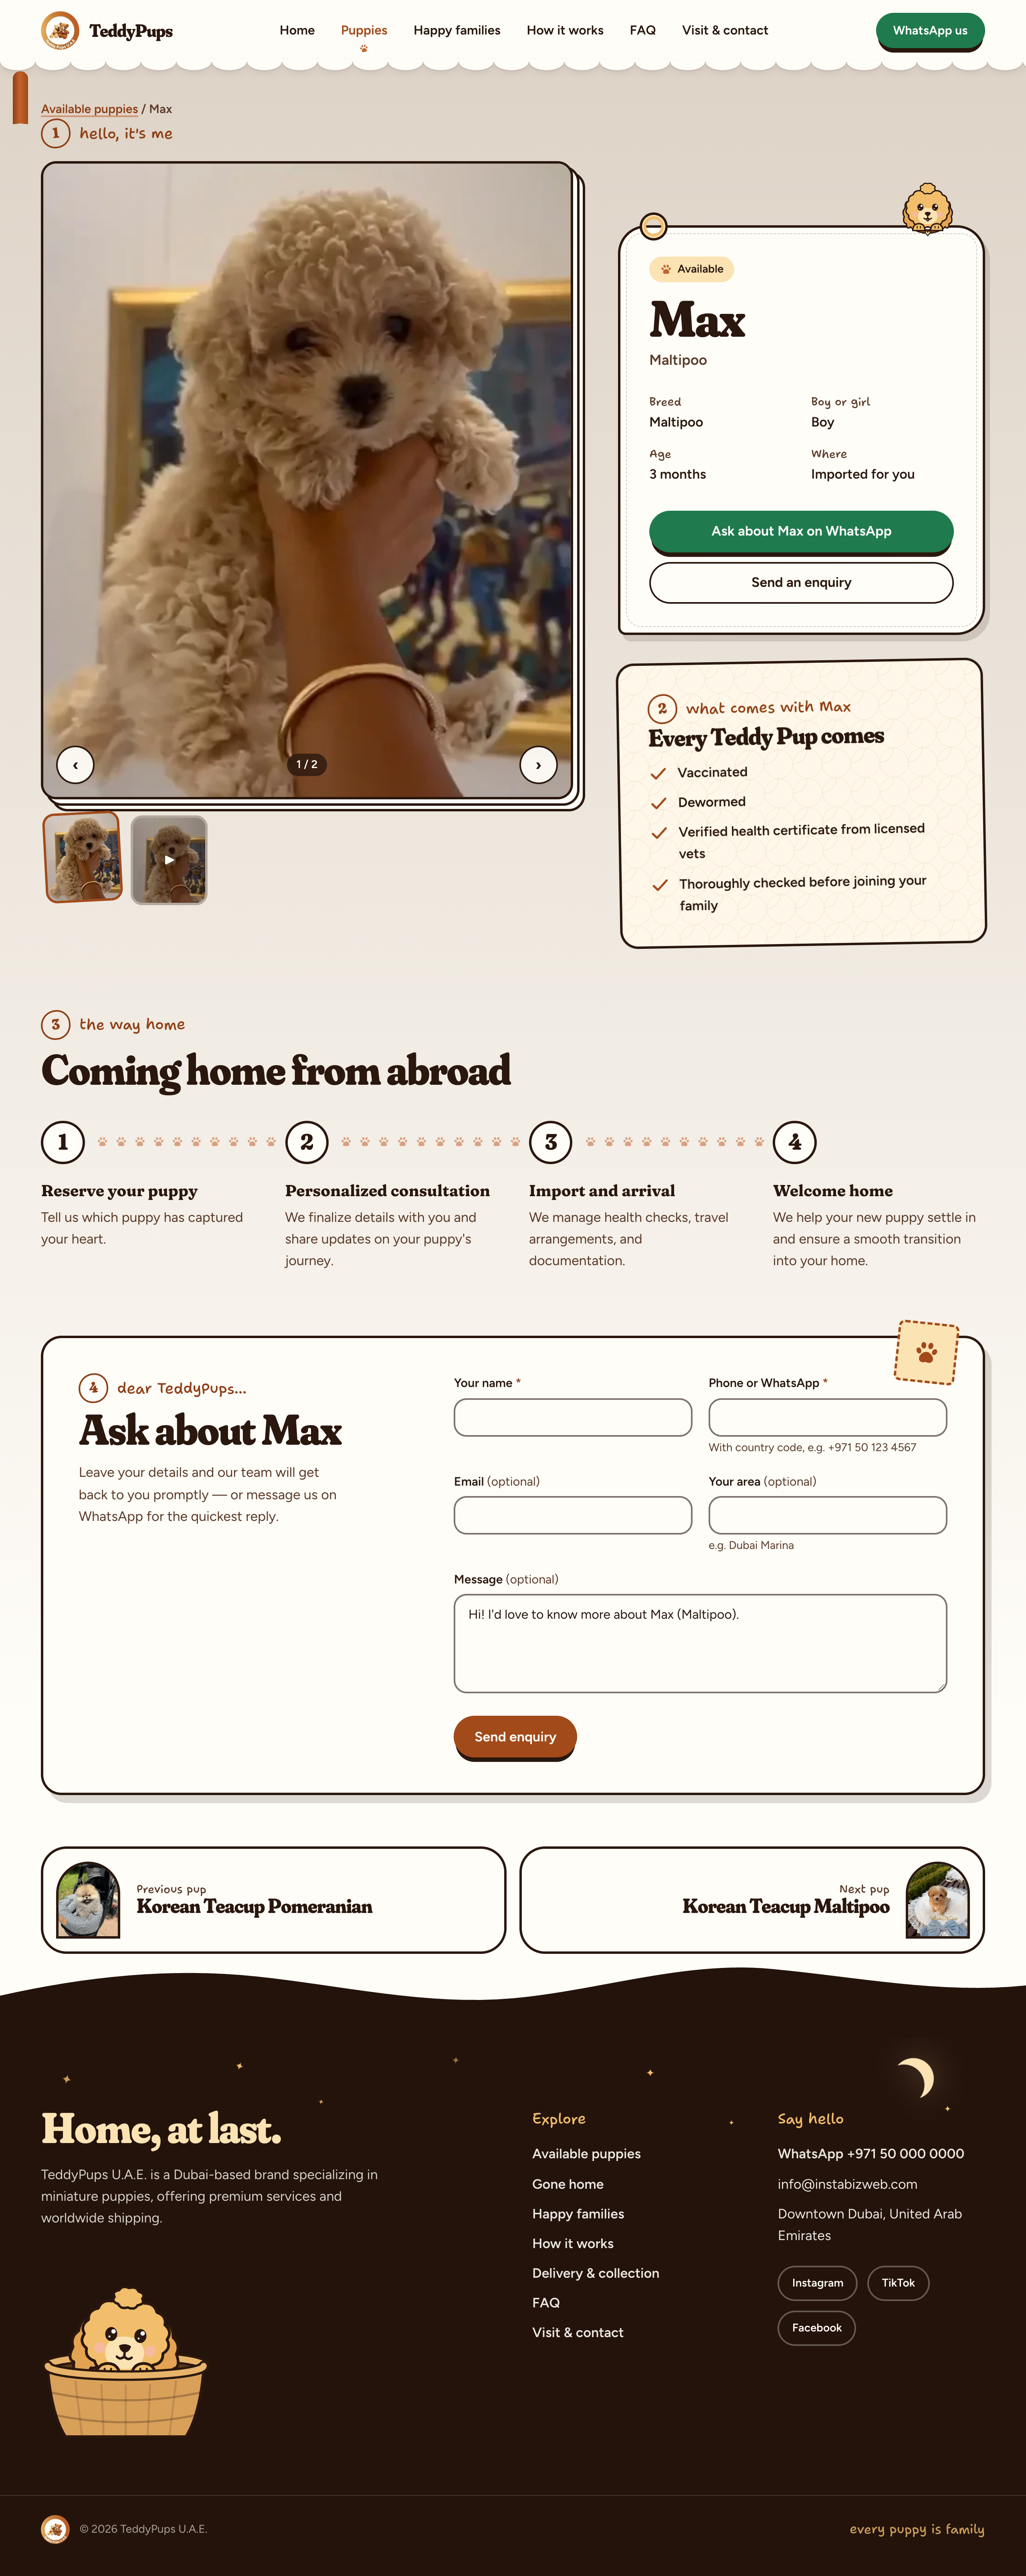 TeddyPups
Home
Puppies
Happy families
How it works
FAQ
Visit & contact
WhatsApp us
Available puppies / Max
1 hello, it's me
‹
1 / 2
›
Available
Max
Maltipoo
Breed
Maltipoo
Boy or girl
Boy
Age
3 months
Where
Imported for you
Ask about Max on WhatsApp
Send an enquiry
2 what comes with Max
Every Teddy Pup comes
Vaccinated
Dewormed
Verified health certificate from licensed
vets
Thoroughly checked before joining your
family
3 the way home
Coming home from abroad
1
Reserve your puppy
Tell us which puppy has captured
your heart.
2
Personalized consultation
We finalize details with you and
share updates on your puppy's
journey.
3
Import and arrival
We manage health checks, travel
arrangements, and
documentation.
4
Welcome home
We help your new puppy settle in
and ensure a smooth transition
into your home.
4 dear TeddyPups...
Ask about Max
Leave your details and our team will get
back to you promptly — or message us on
WhatsApp for the quickest reply.
Your name *
Phone or WhatsApp *
With country code, e.g. +971 50 123 4567
Email (optional)
Your area (optional)
e.g. Dubai Marina
Message (optional)
Hi! I'd love to know more about Max (Maltipoo).
Send enquiry
Previous pup
Korean Teacup Pomeranian
Next pup
Korean Teacup Maltipoo
Home, at last.
TeddyPups U.A.E. is a Dubai-based brand specializing in
miniature puppies, offering premium services and
worldwide shipping.
Explore
Available puppies
Gone home
Happy families
How it works
Delivery & collection
FAQ
Visit & contact
Say hello
WhatsApp +971 50 000 0000
info@instabizweb.com
Downtown Dubai, United Arab
Emirates
Instagram
TikTok
Facebook
© 2026 TeddyPups U.A.E.
every puppy is family